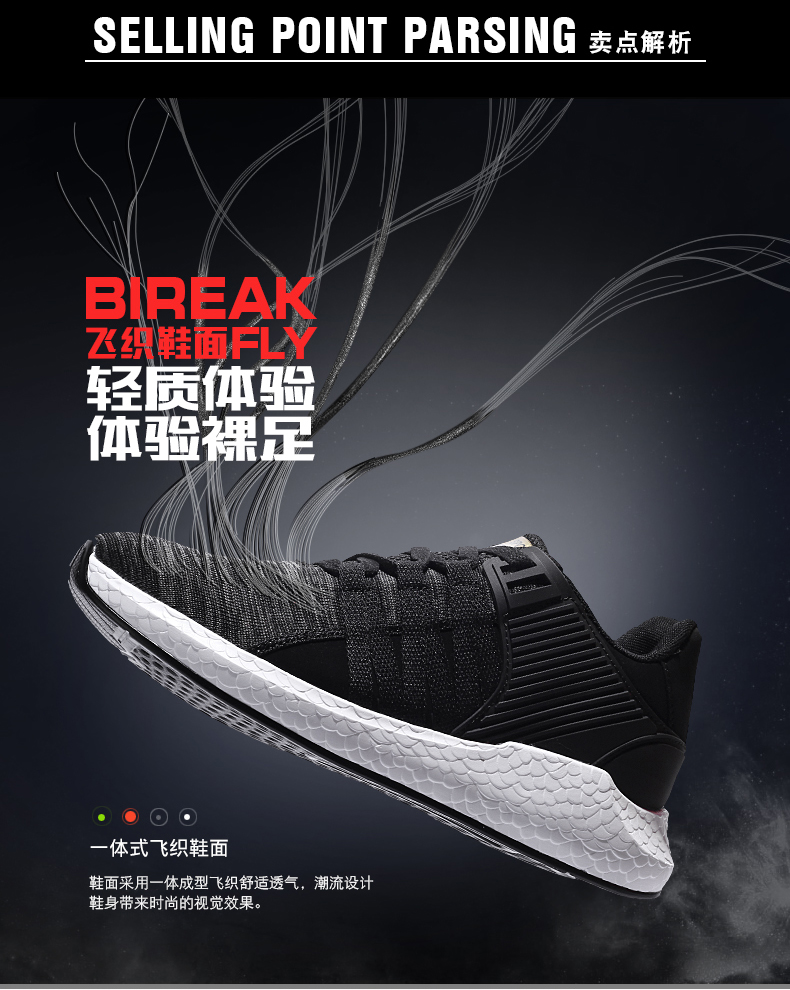 SELLING POINT PARSING 卖点解析
BIREAK
飞织鞋面FLY
轻质体验
体验裸足
一体式飞织鞋面
鞋面采用一体成型飞织舒适透气，潮流设计
鞋身带来时尚的视觉效果。